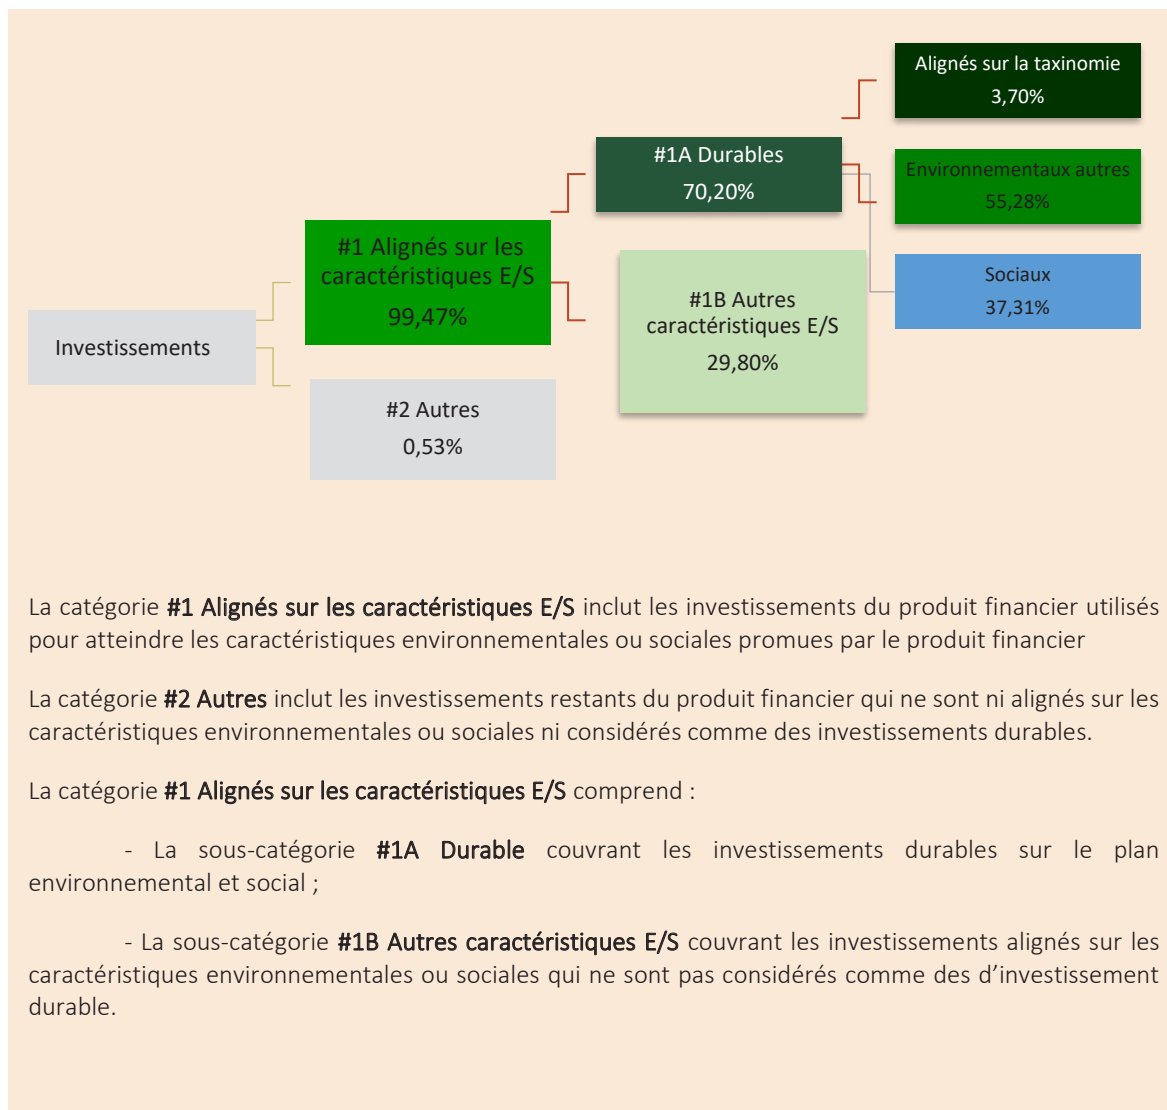 Alignés sur la taxinomie
3,70%
#1A Durables
70,20%
Environnementaux autres
55,28%
#1 Alignés sur les
caractéristiques E/S
99,47%
Sociaux
37,31%
#1B Autres
caractéristiques E/S
29,80%
Investissements
#2 Autres
0,53%
La catégorie #1 Alignés sur les caractéristiques E/S inclut les investissements du produit financier utilisés
pour atteindre les caractéristiques environnementales ou sociales promues par le produit financier
La catégorie #2 Autres inclut les investissements restants du produit financier qui ne sont ni alignés sur les
caractéristiques environnementales ou sociales ni considérés comme des investissements durables.
La catégorie #1 Alignés sur les caractéristiques E/S comprend :
- La sous-catégorie #1A Durable couvrant les investissements durables sur le plan
environnemental et social ;
- La sous-catégorie #1B Autres caractéristiques E/S couvrant les investissements alignés sur les
caractéristiques environnementales ou sociales qui ne sont pas considérés comme des d’investissement
durable.